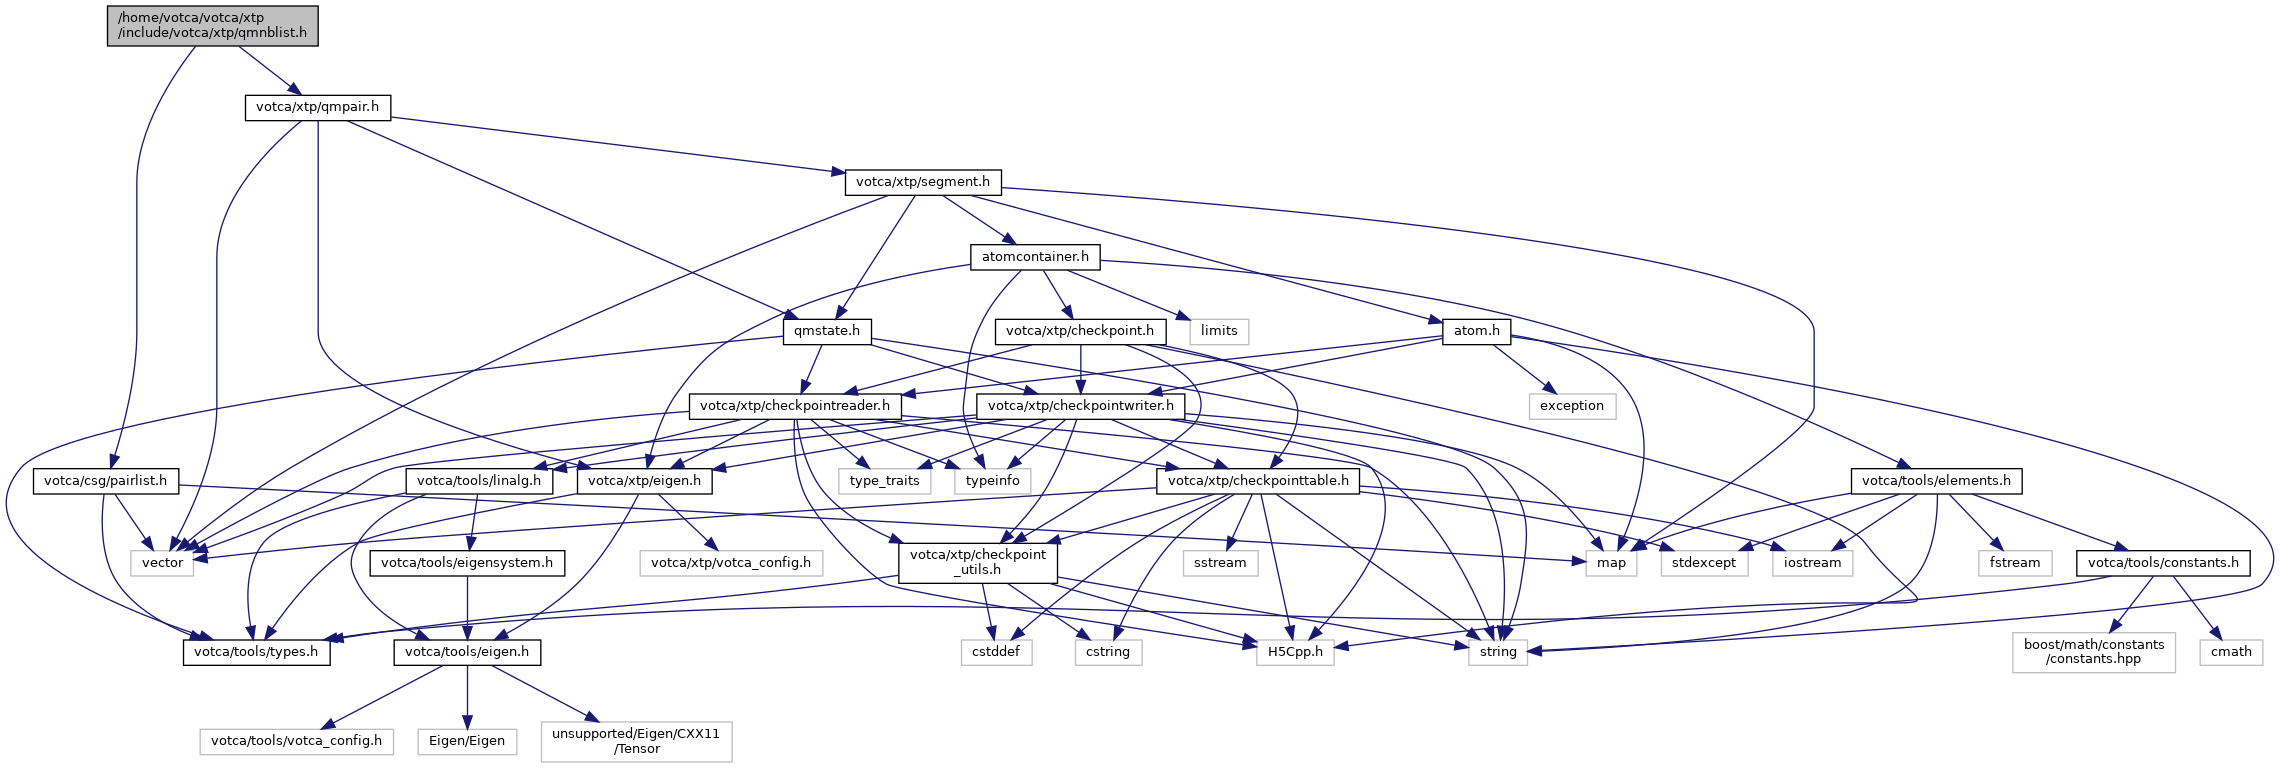 /home/votca/votca/xtp
/include/votca/xtp/qmnblist.h
votca/xtp/qmpair.h
votca/xtp/segment.h
atomcontainer.h
qmstate.h
votca/xtp/checkpoint.h
limits
atom.h
votca/xtp/checkpointreader.h
votca/xtp/checkpointwriter.h
exception
votca/csg/pairlist.h
votca/tools/linalg.h
votca/xtp/eigen.h
type_traits
typeinfo
votca/xtp/checkpointtable.h
votca/tools/elements.h
vector
votca/tools/eigensystem.h
votca/xtp/votca_config.h
votca/xtp/checkpoint
_utils.h
sstream
map
stdexcept
iostream
fstream
votca/tools/constants.h
votca/tools/types.h
votca/tools/eigen.h
cstddef
cstring
H5Cpp.h
string
boost/math/constants
/constants.hpp
cmath
votca/tools/votca_config.h
Eigen/Eigen
unsupported/Eigen/CXX11
/Tensor